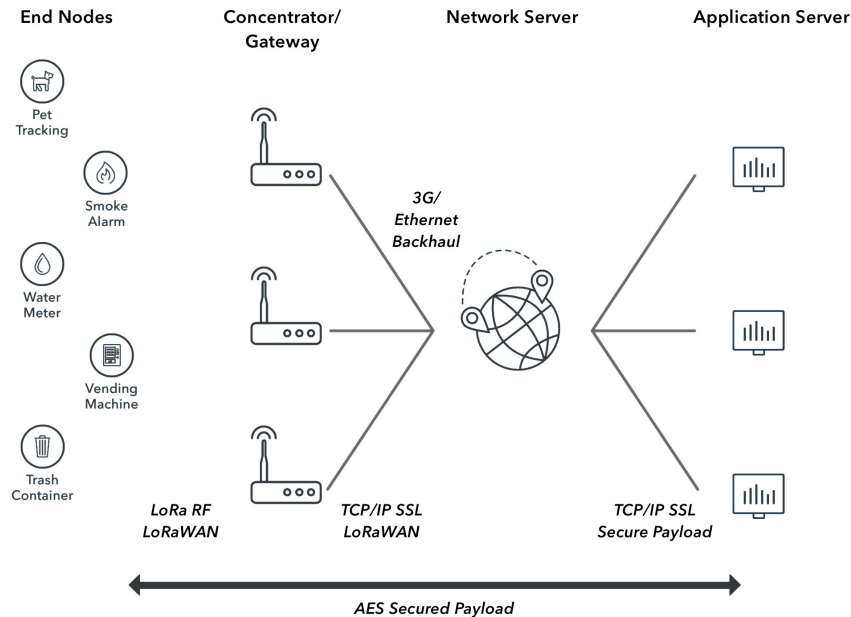 End Nodes
Concentrator/
Gateway
Network Server
Application Server
Pet
Tracking
Smoke
Alarm
Water
Meter
Vending
Machine
Trash
Container
3G/
Ethernet
Backhaul
LoRa RF
LoRaWAN
TCP/IP SSL
LoRaWAN
TCP/IP SSL
Secure Payload
AES Secured Payload